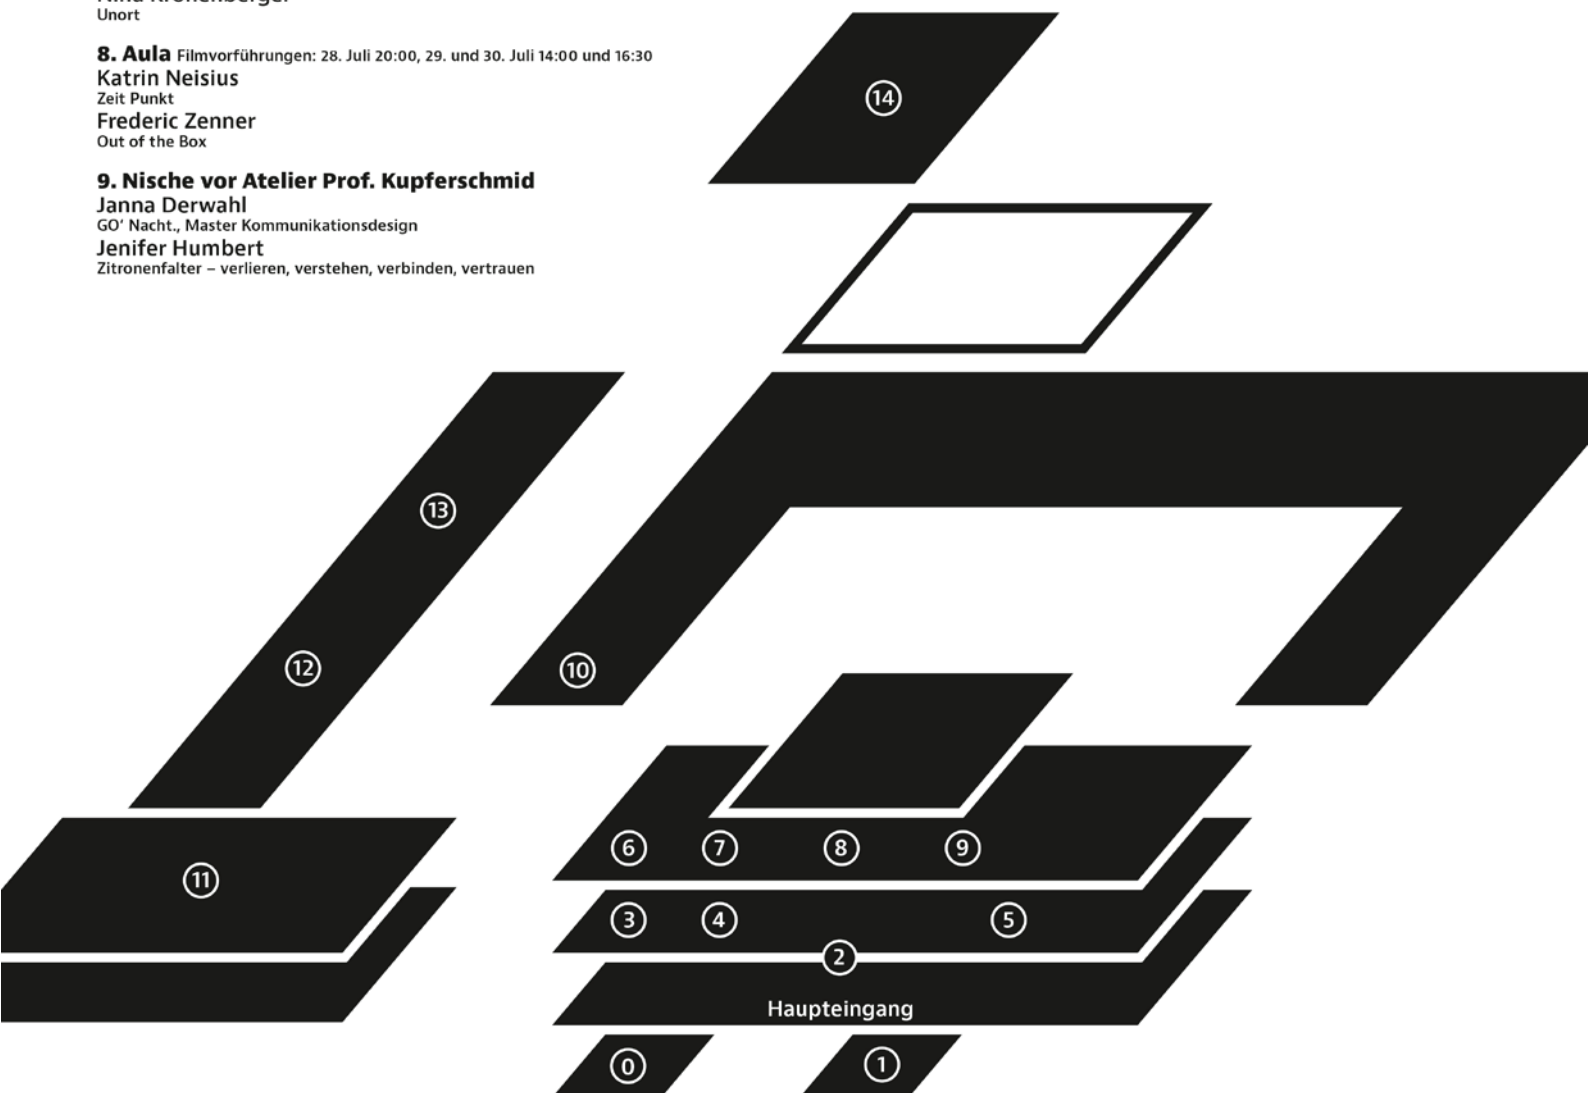 Nina Kronenberger
Unort
8. Aula Filmvorführungen: 28. Juli 20:00, 29. und 30. Juli 14:00 und 16:30
Katrin Neisius
Zeit Punkt
Frederic Zenner
Out of the Box
9. Nische vor Atelier Prof. Kupferschmid
Janna Derwahl
GO‘ Nacht., Master Kommunikationsdesign
Jenifer Humbert
Zitronenfalter – verlieren, verstehen, verbinden, vertrauen
14
13
12
10
11
6 7 8 9
3 4 5
2
Haupteingang
0 1